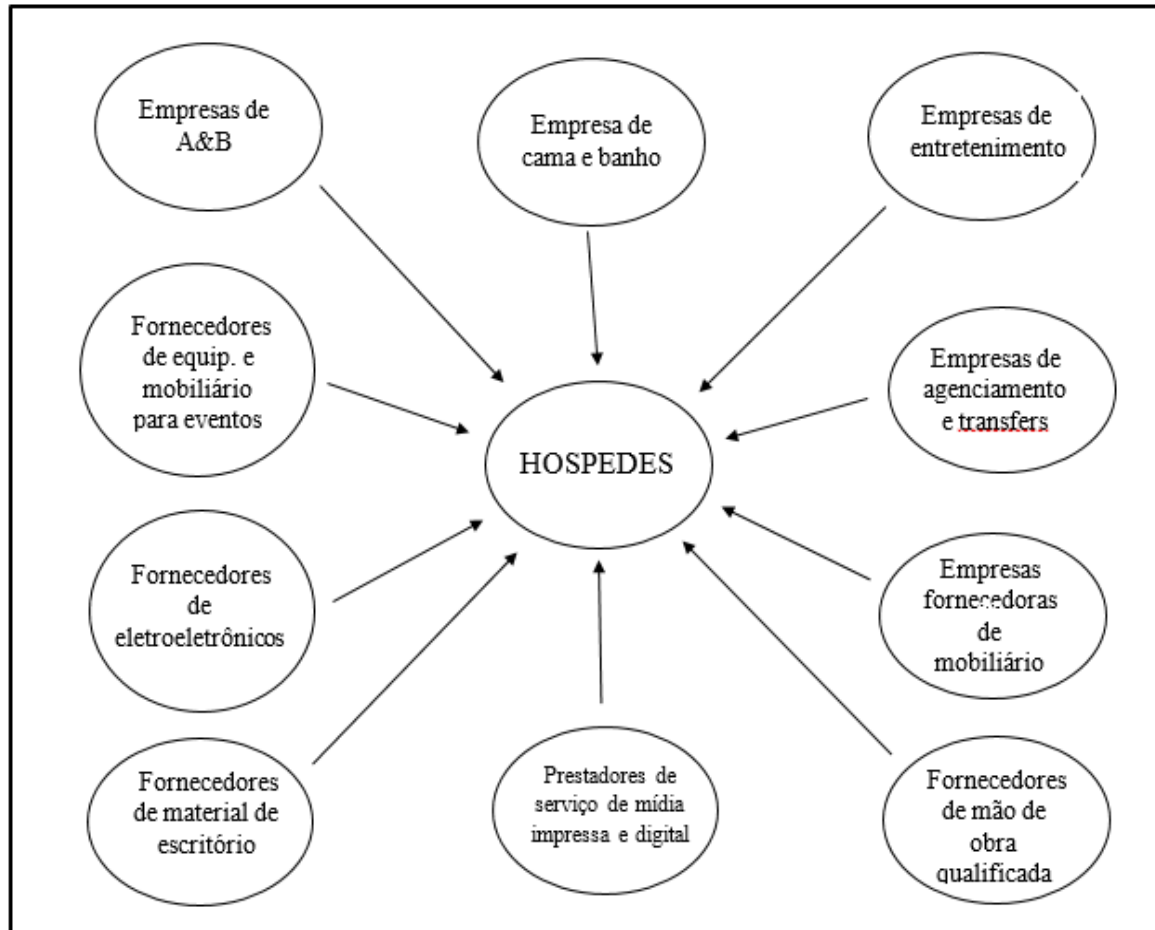 Empresas de
A&B
Empresa de
cama e banho
Empresas de
entretenimento
Fornecedores
de equip. e
mobiliário
para eventos
Empresas de
agenciamento
e transfers
HOSPEDES
Fornecedores
de
eletroeletrônicos
Empresas
fornecedoras
de
mobiliário
Fornecedores
de material de
escritório
Prestadores de
serviço de mídia
impressa e digital
Fornecedores
de mão de
obra
qualificada